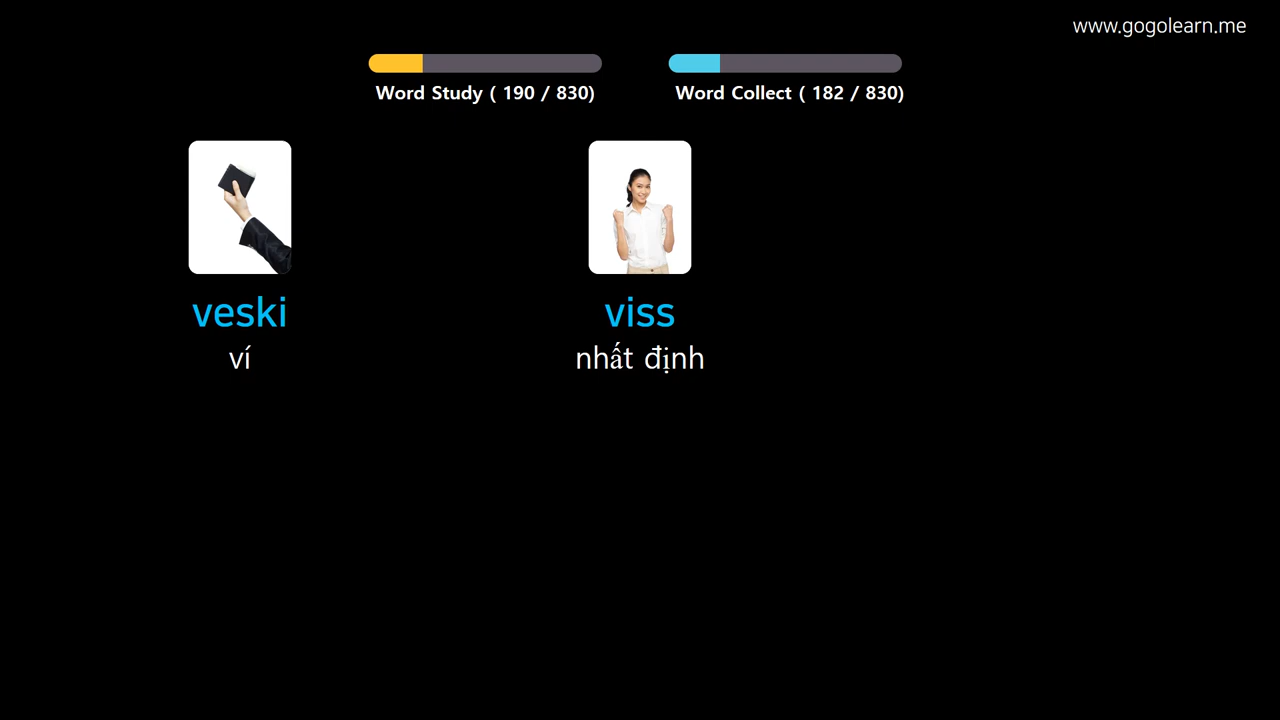 www.gogolearn.me
Word Study ( 190 / 830)
Word Collect ( 182 / 830)
veski
viss
ví
nhất định